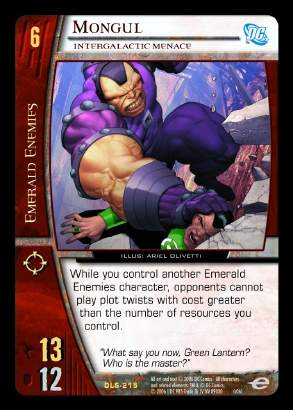 6
MONGUL
INTERGALACTIC MENACE
DC
EMERALD ENEMIES
ILLUS: ARIEL OLIVETTI
While you control another Emerald
Enemies character, opponents cannot
play plot twists with cost greater
than the number of resources you
control.
13
12
"What say you now, Green Lantern?
Who is the master?"
DLS-215